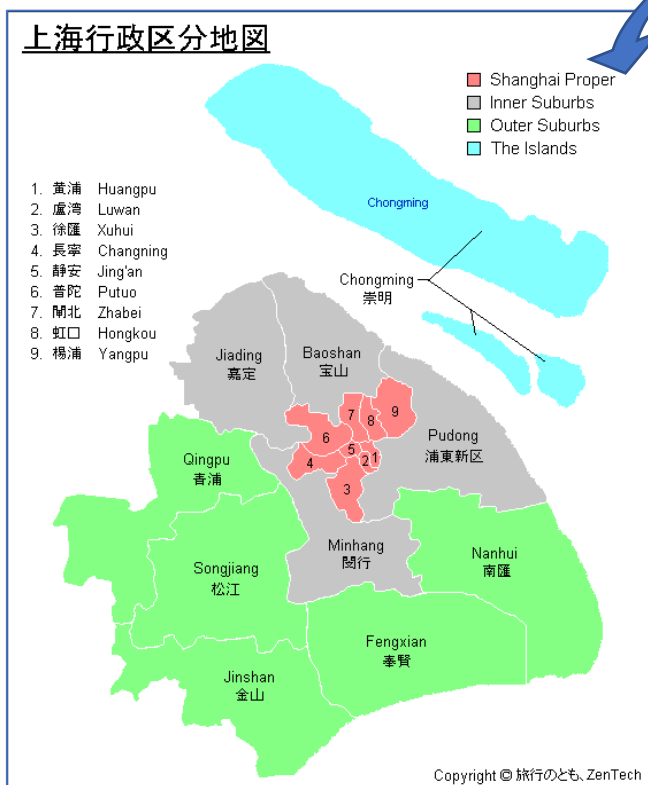 上海行政区分地図
Shanghai Proper
Inner Suburbs
Outer Suburbs
The Islands
1. 黄浦 Huangpu
2. 盧湾 Luwan
3. 徐匯 Xuhui
4. 長寧 Changning
5. 静安 Jing'an
6. 普陀 Putuo
7. 閘北 Zhabei
8. 虹口 Hongkou
9. 楊浦 Yangpu
Chongming
Chongming
崇明
Jiading
嘉定
Baoshan
宝山
7
8
9
6
5
4
2
1
3
Pudong
浦東新区
Qingpu
青浦
Songjiang
松江
Minhang
閔行
Nanhui
南匯
Fengxian
奉賢
Jinshan
金山
Copyright © 旅行のとも、ZenTech